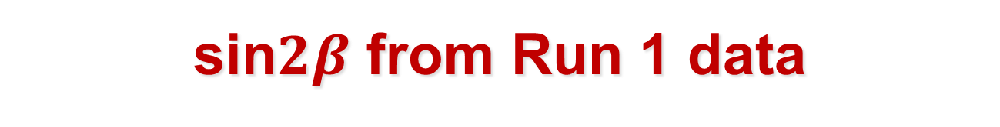 sin2𝜷 from Run 1 data